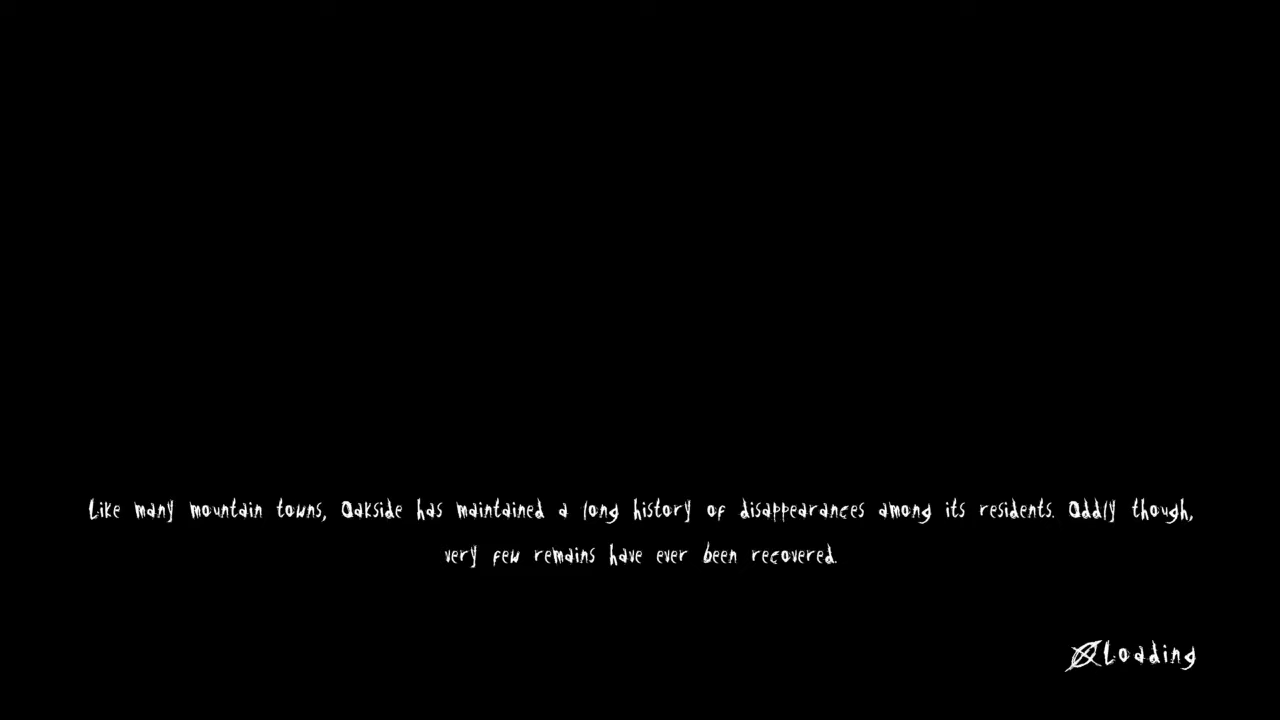 Like many mountain towns, Oakside has maintained a long history of disappearances among its residents. Oddly though,
very few remains have ever been recovered.
Loading